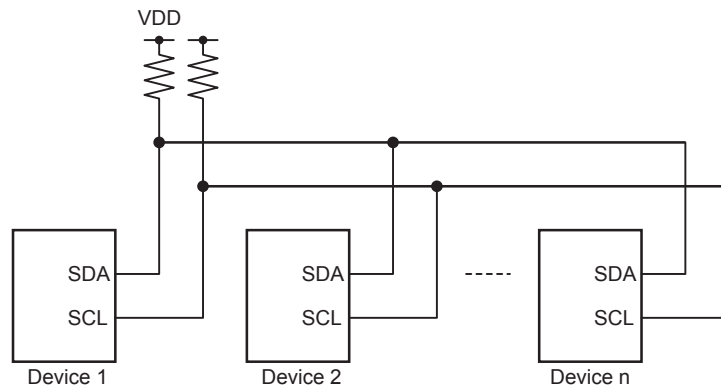 VDD
SDA
SCL
SDA
SCL
SDA
SCL
Device 1
Device 2
Device n